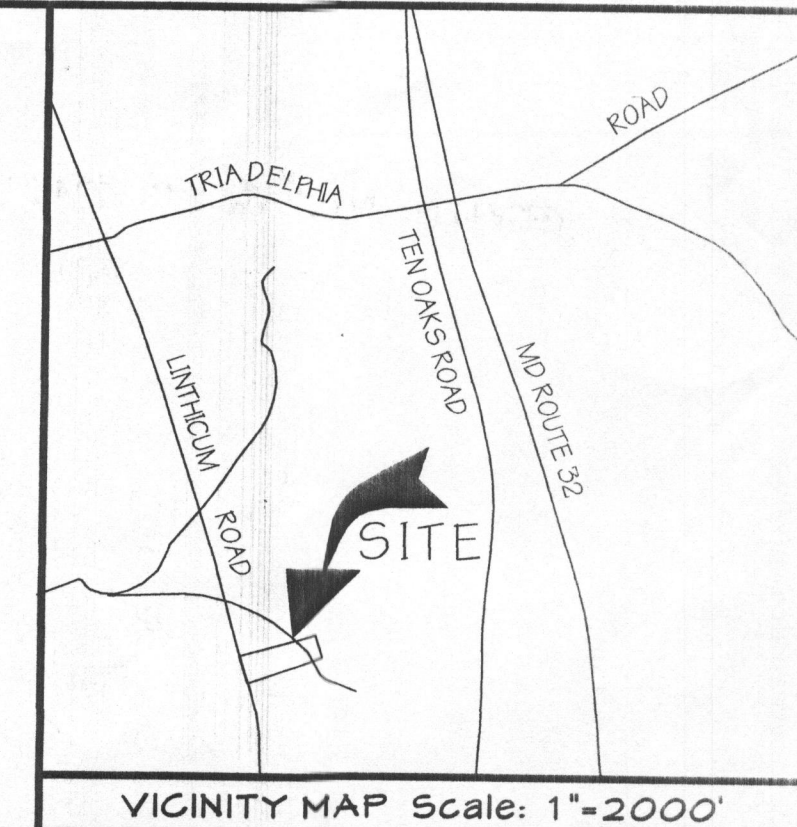 ROAD
TRIADELPHIA
TEN OAKS ROAD
LINTHICUM
MD ROUTE 32
ROAD
SITE
VICINITY MAP Scale: 1"=2000'